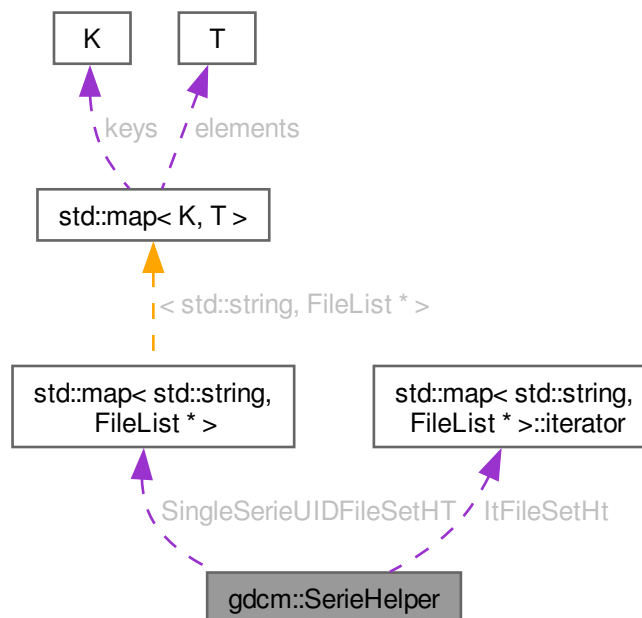 K
T
keys
elements
std::map< K, T >
< std::string, FileList * >
std::map< std::string,
FileList * >
std::map< std::string,
FileList * >::iterator
SingleSerieUIDFileSetHT
ItFileSetHt
gdcm::SerieHelper